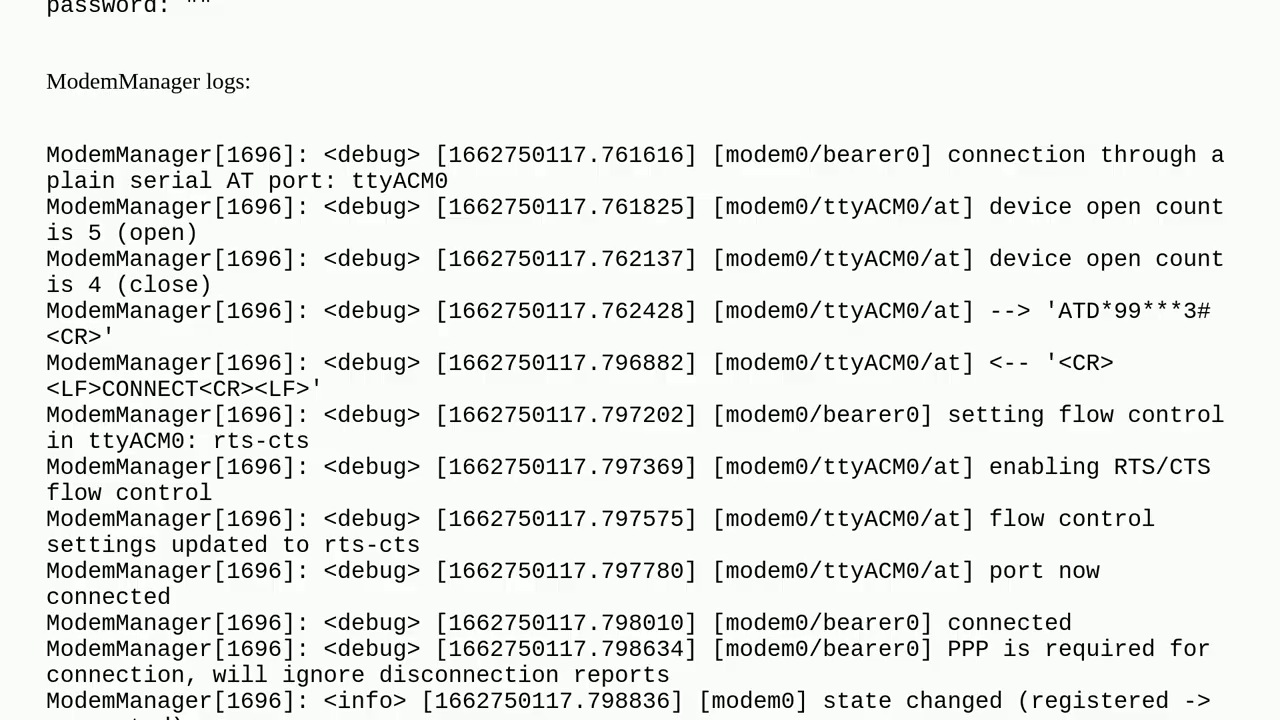 password: ""
ModemManager logs:
ModemManager[1696]: <debug> [1662750117.761616] [modem0/bearer0] connection through a
plain serial AT port: ttyACM0
ModemManager[1696]: <debug> [1662750117.761825] [modem0/ttyACM0/at] device open count
is 5 (open)
ModemManager[1696]: <debug> [1662750117.762137] [modem0/ttyACM0/at] device open count
is 4 (close)
ModemManager[1696]: <debug> [1662750117.762428] [modem0/ttyACM0/at] --> 'ATD*99***3#
<CR>'
ModemManager[1696]: <debug> [1662750117.796882] [modem0/ttyACM0/at] <-- '<CR>
<LF>CONNECT<CR><LF>'
ModemManager[1696]: <debug> [1662750117.797202] [modem0/bearer0] setting flow control
in ttyACM0: rts-cts
ModemManager[1696]: <debug> [1662750117.797369] [modem0/ttyACM0/at] enabling RTS/CTS
flow control
ModemManager[1696]: <debug> [1662750117.797575] [modem0/ttyACM0/at] flow control
settings updated to rts-cts
ModemManager[1696]: <debug> [1662750117.797780] [modem0/ttyACM0/at] port now
connected
ModemManager[1696]: <debug> [1662750117.798010] [modem0/bearer0] connected
ModemManager[1696]: <debug> [1662750117.798634] [modem0/bearer0] PPP is required for
connection, will ignore disconnection reports
ModemManager[1696]: <info> [1662750117.798836] [modem0] state changed (registered ->